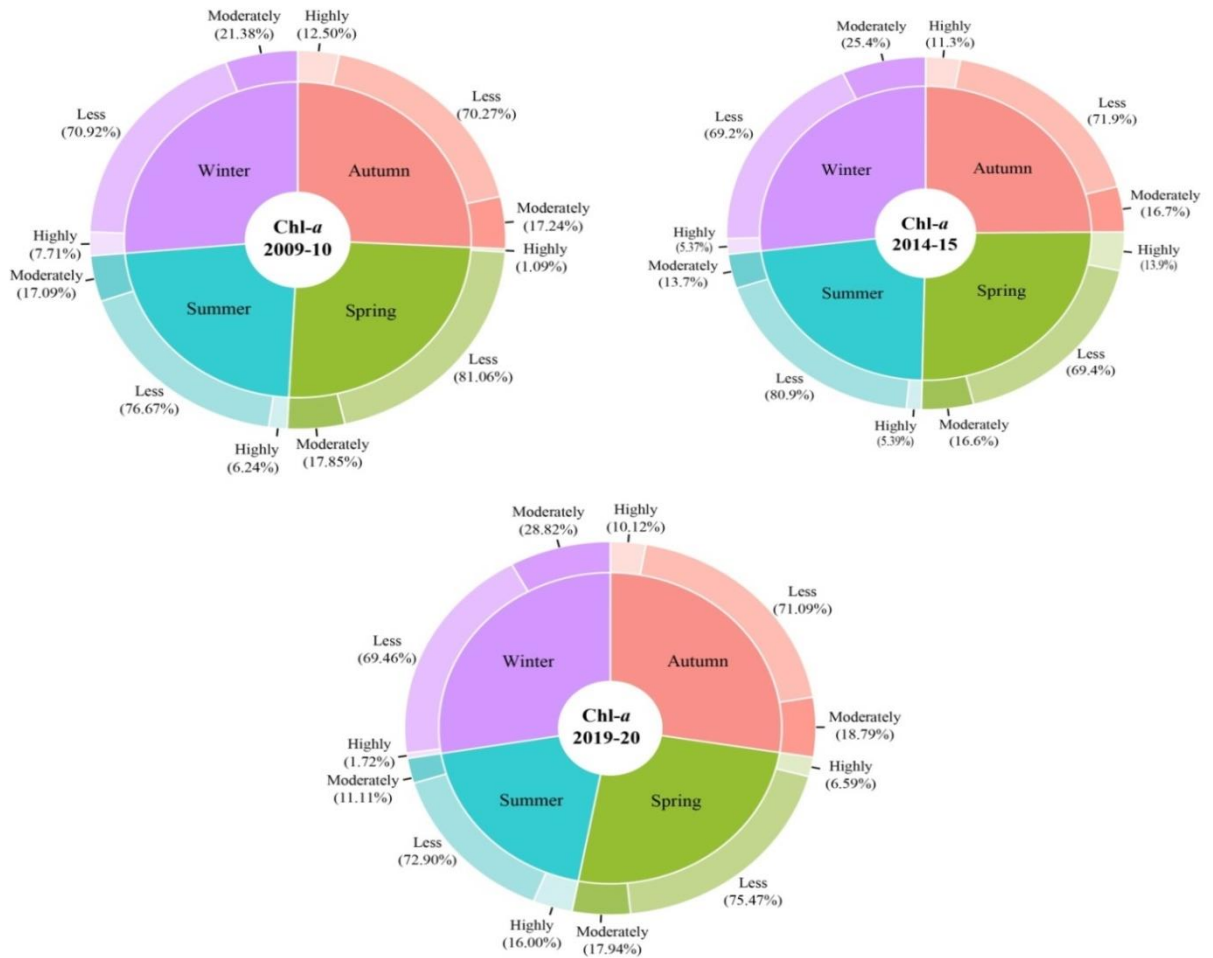 Moderately
(21.38%)
Highly
(12.50%)
Less
(70.27%)
Moderately
(17.24%)
Highly
(1.09%)
Less
(81.06%)
Moderately
(17.85%)
Highly
(6.24%)
Less
(76.67%)
Moderately
(17.09%)
Highly
(7.71%)
Less
(70.92%)
Winter
Autumn
Chl-a
2009-10
Summer
Spring
Moderately
(25.4%)
Highly
(11.3%)
Less
(71.9%)
Moderately
(16.7%)
Highly
(13.9%)
Less
(69.4%)
Moderately
(16.6%)
Highly
(5.39%)
Less
(80.9%)
Moderately
(13.7%)
Highly
(5.37%)
Less
(69.2%)
Winter
Autumn
Chl-a
2014-15
Summer
Spring
Moderately
(28.82%)
Highly
(10.12%)
Less
(71.09%)
Moderately
(18.79%)
Highly
(6.59%)
Less
(75.47%)
Moderately
(17.94%)
Highly
(16.00%)
Less
(72.90%)
Moderately
(11.11%)
Highly
(1.72%)
Less
(69.46%)
Winter
Autumn
Chl-a
2019-20
Summer
Spring